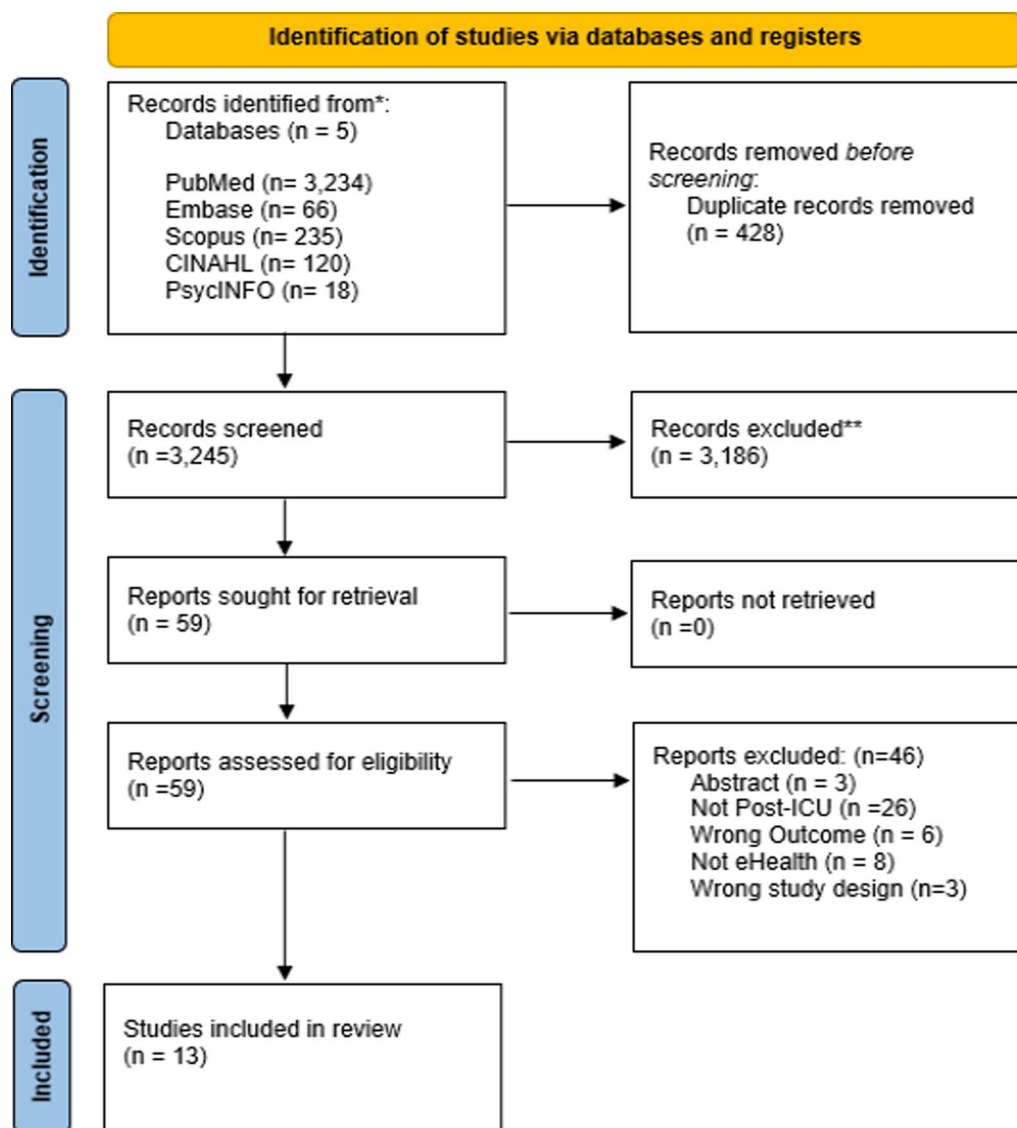 Identification of studies via databases and registers
Identification
Records identified from*:
Databases (n = 5)
PubMed (n= 3,234)
Embase (n= 66)
Scopus (n= 235)
CINAHL (n= 120)
PsycINFO (n= 18)
Records removed before
screening:
Duplicate records removed
(n = 428)
Screening
Records screened
(n =3,245)
Records excluded**
(n = 3,186)
Reports sought for retrieval
(n = 59)
Reports not retrieved
(n =0)
Reports assessed for eligibility
(n =59)
Reports excluded: (n=46)
Abstract (n = 3)
Not Post-ICU (n =26)
Wrong Outcome (n = 6)
Not eHealth (n = 8)
Wrong study design (n=3)
Included
Studies included in review
(n = 13)